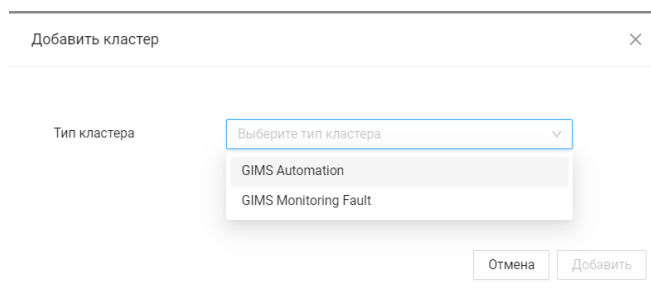 Добавить кластер
Тип кластера
Выберите тип кластера
GIMS Automation
GIMS Monitoring Fault
Отмена
Добавить